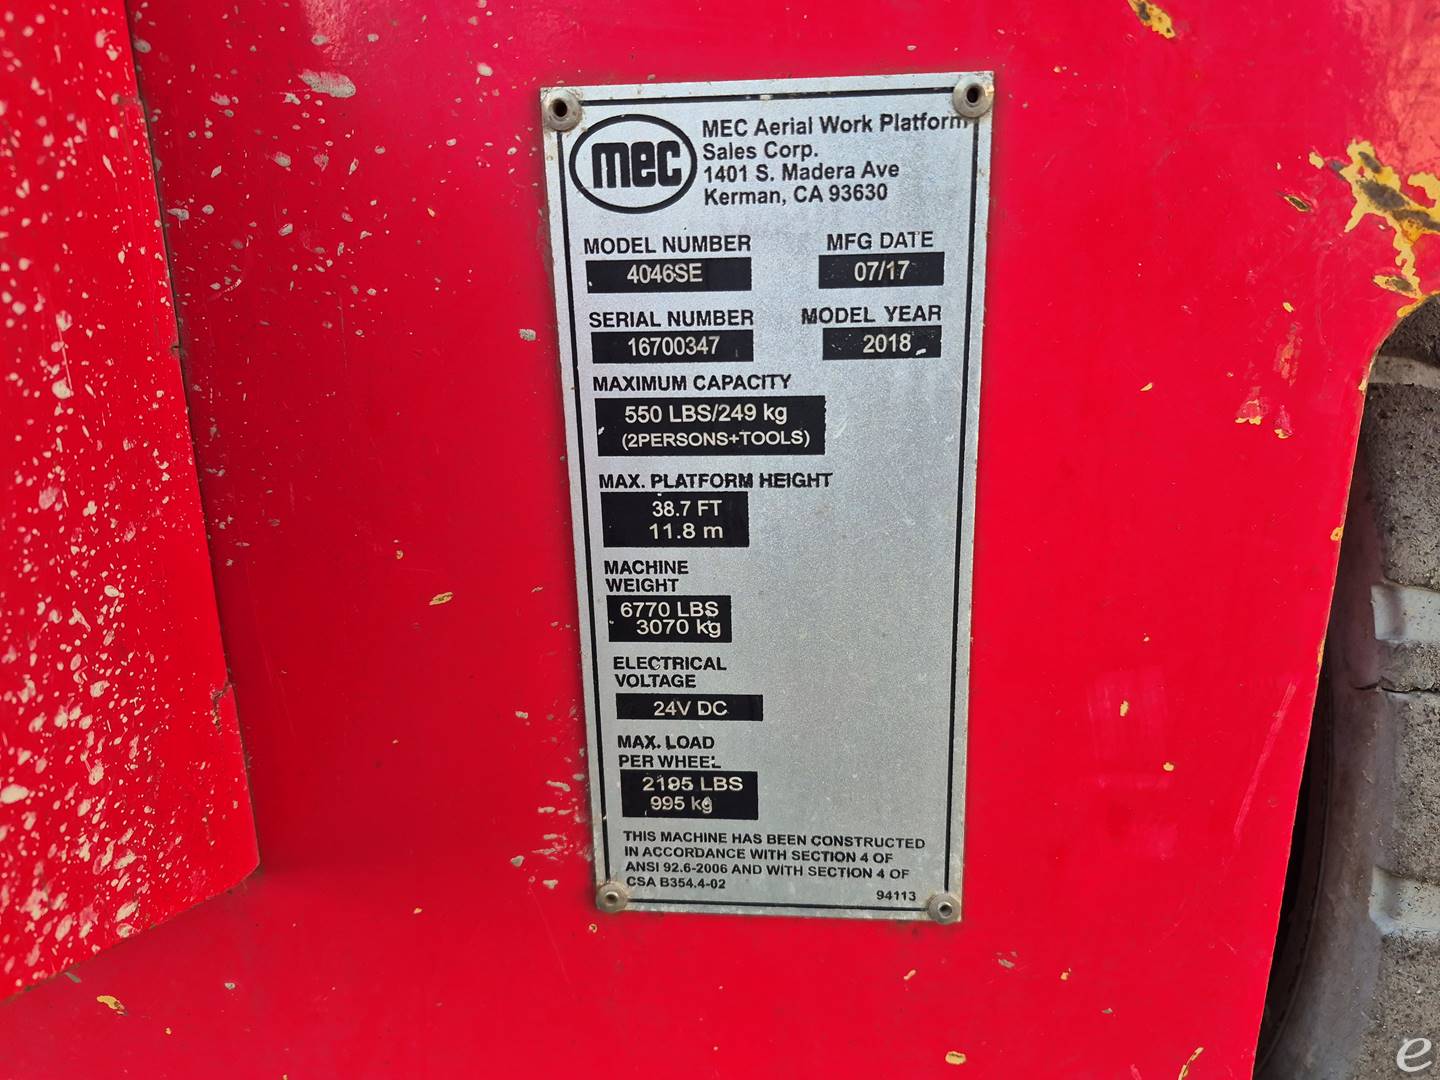 mec
MEC Aerial Work Platform
Sales Corp.
1401 S. Madera Ave
Kerman, CA 93630
MODEL NUMBER
4046SE
MFG DATE
07/17
SERIAL NUMBER
16700347
MODEL YEAR
2018
MAXIMUM CAPACITY
550 LBS/249 kg
(2PERSONS+TOOLS)
MAX. PLATFORM HEIGHT
38.7 FT
11.8 m
MACHINE
WEIGHT
6770 LBS
3070 kg
ELECTRICAL
VOLTAGE
24V DC
MAX. LOAD
PER WHEEL
2195 LBS
995 kg
THIS MACHINE HAS BEEN CONSTRUCTED
IN ACCORDANCE WITH SECTION 4 OF
ANSI 92.6-2006 AND WITH SECTION 4 OF
CSA B354.4-02
94113
e